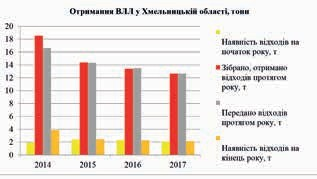 Отримання ВЛЛ у Хмельницькій області, тони
20
18
16
14
12
10
8
6
4
2
0
2014
2015
2016
2017
Наявність відходів на
початок року, т
Зібрано, отримано
відходів протягом
року, т
Передано відходів
протягом року, т
Наявність відходів на
кінець року, т